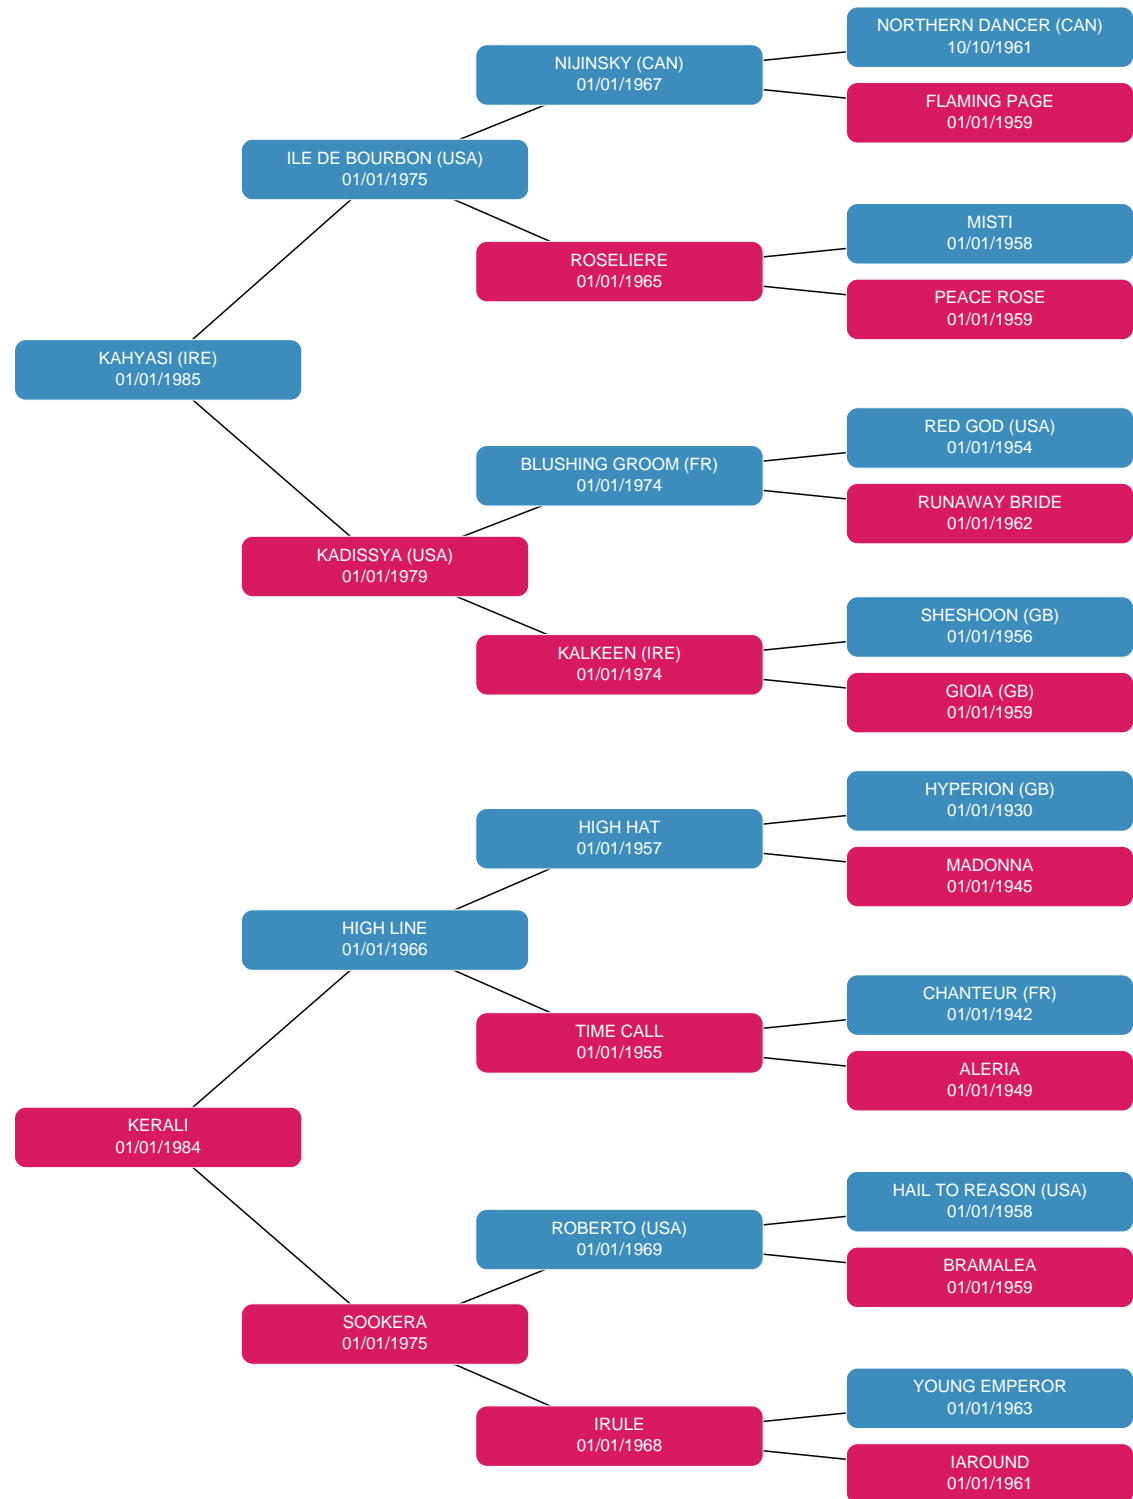 NORTHERN DANCER (CAN)
10/10/1961
NIJINSKY (CAN)
01/01/1967
FLAMING PAGE
01/01/1959
ILE DE BOURBON (USA)
01/01/1975
MISTI
01/01/1958
ROSELIERE
01/01/1965
PEACE ROSE
01/01/1959
KAHYASI (IRE)
01/01/1985
RED GOD (USA)
01/01/1954
BLUSHING GROOM (FR)
01/01/1974
RUNAWAY BRIDE
01/01/1962
KADISSYA (USA)
01/01/1979
SHESHOON (GB)
01/01/1956
KALKEEN (IRE)
01/01/1974
GIOIA (GB)
01/01/1959
HYPERION (GB)
01/01/1930
HIGH HAT
01/01/1957
MADONNA
01/01/1945
HIGH LINE
01/01/1966
CHANTEUR (FR)
01/01/1942
TIME CALL
01/01/1955
ALERIA
01/01/1949
KERALI
01/01/1984
HAIL TO REASON (USA)
01/01/1958
ROBERTO (USA)
01/01/1969
BRAMALEA
01/01/1959
SOOKERA
01/01/1975
YOUNG EMPEROR
01/01/1963
IRULE
01/01/1968
IAROUND
01/01/1961